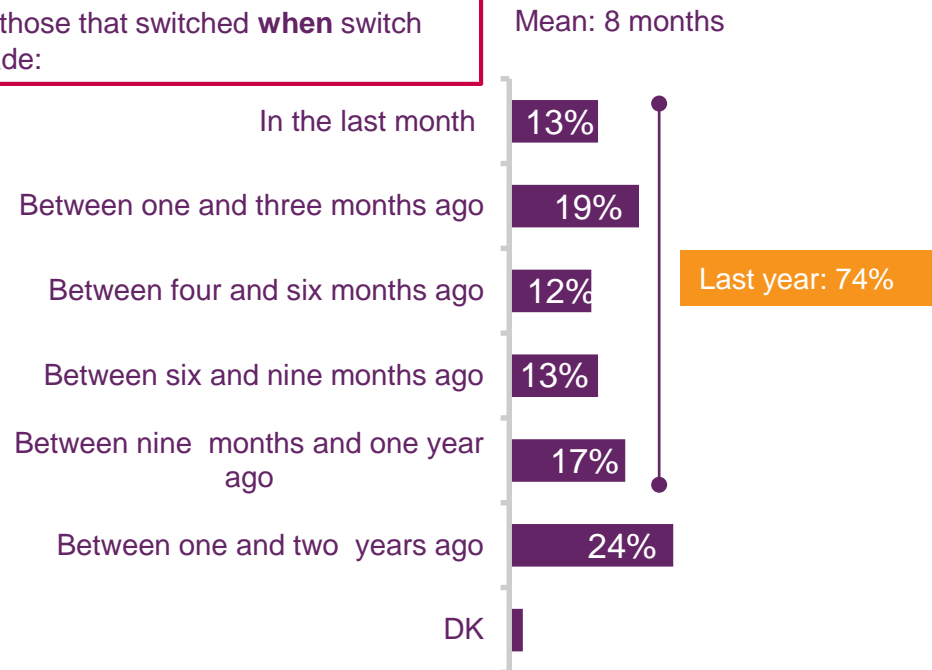 those that switched when switch
de:
Mean: 8 months
In the last month 13%
Between one and three months ago 19%
Between four and six months ago 12%
Last year: 74%
Between six and nine months ago 13%
Between nine months and one year
ago
17%
Between one and two years ago 24%
DK